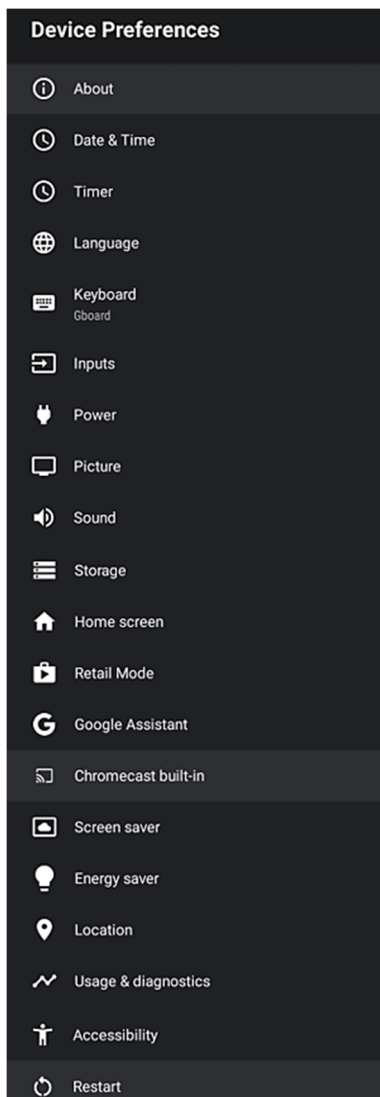 Device Preferences
About
Date & Time
Timer
Language
Keyboard
Gboard
Inputs
Power
Picture
Sound
Storage
Home screen
Retail Mode
Google Assistant
Chromecast built-in
Screen saver
Energy saver
Location
Usage & diagnostics
Accessibility
Restart